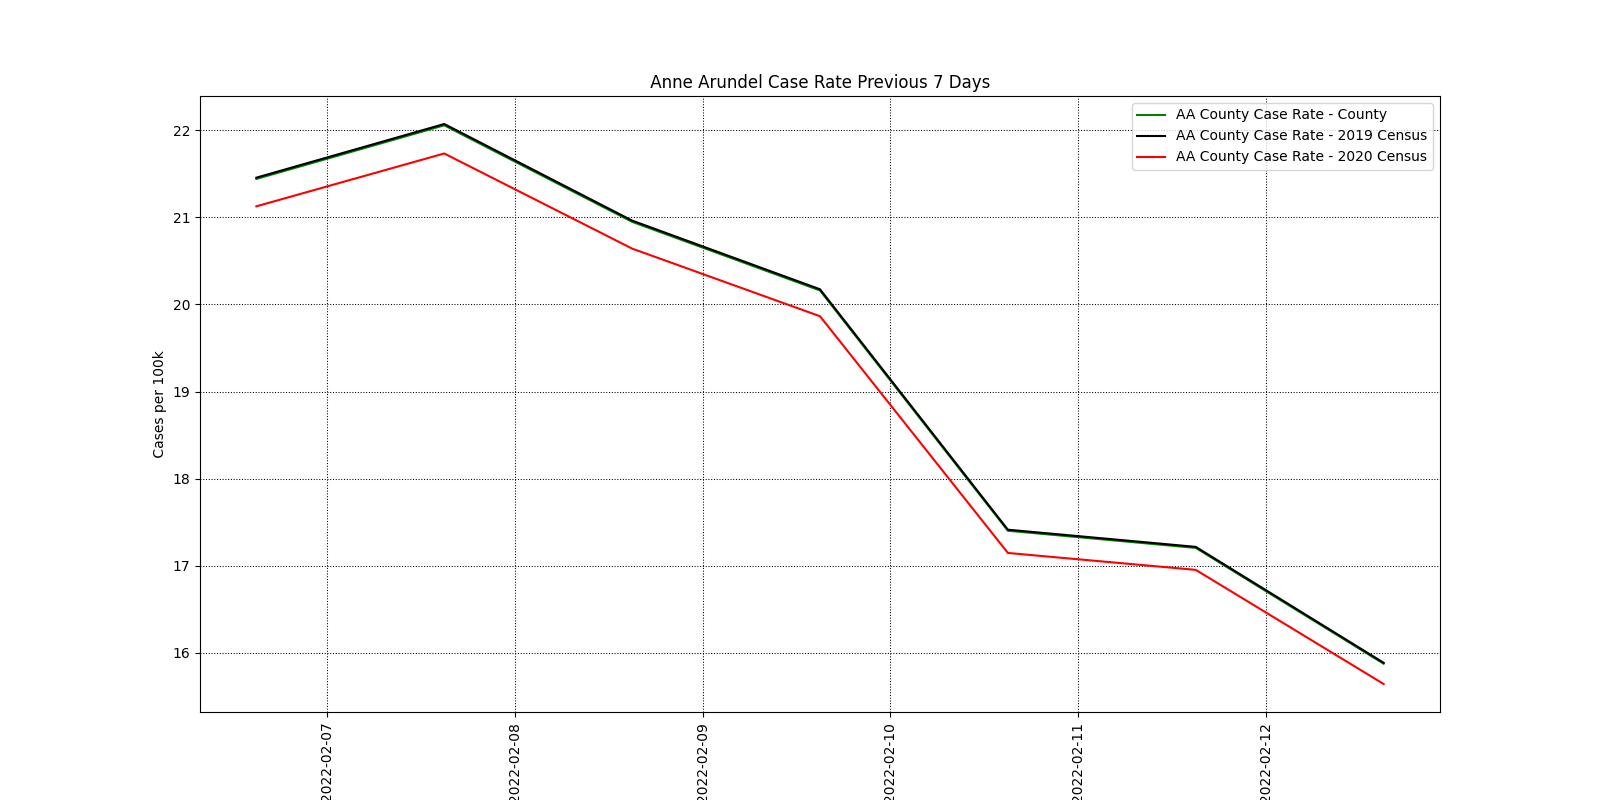 Anne Arundel Case Rate Previous 7 Days
AA County Case Rate - County
AA County Case Rate - 2019 Census
AA County Case Rate - 2020 Census
Cases per 100k
22
21
20
19
18
17
16
2022-02-07
2022-02-08
2022-02-09
2022-02-10
2022-02-11
2022-02-12